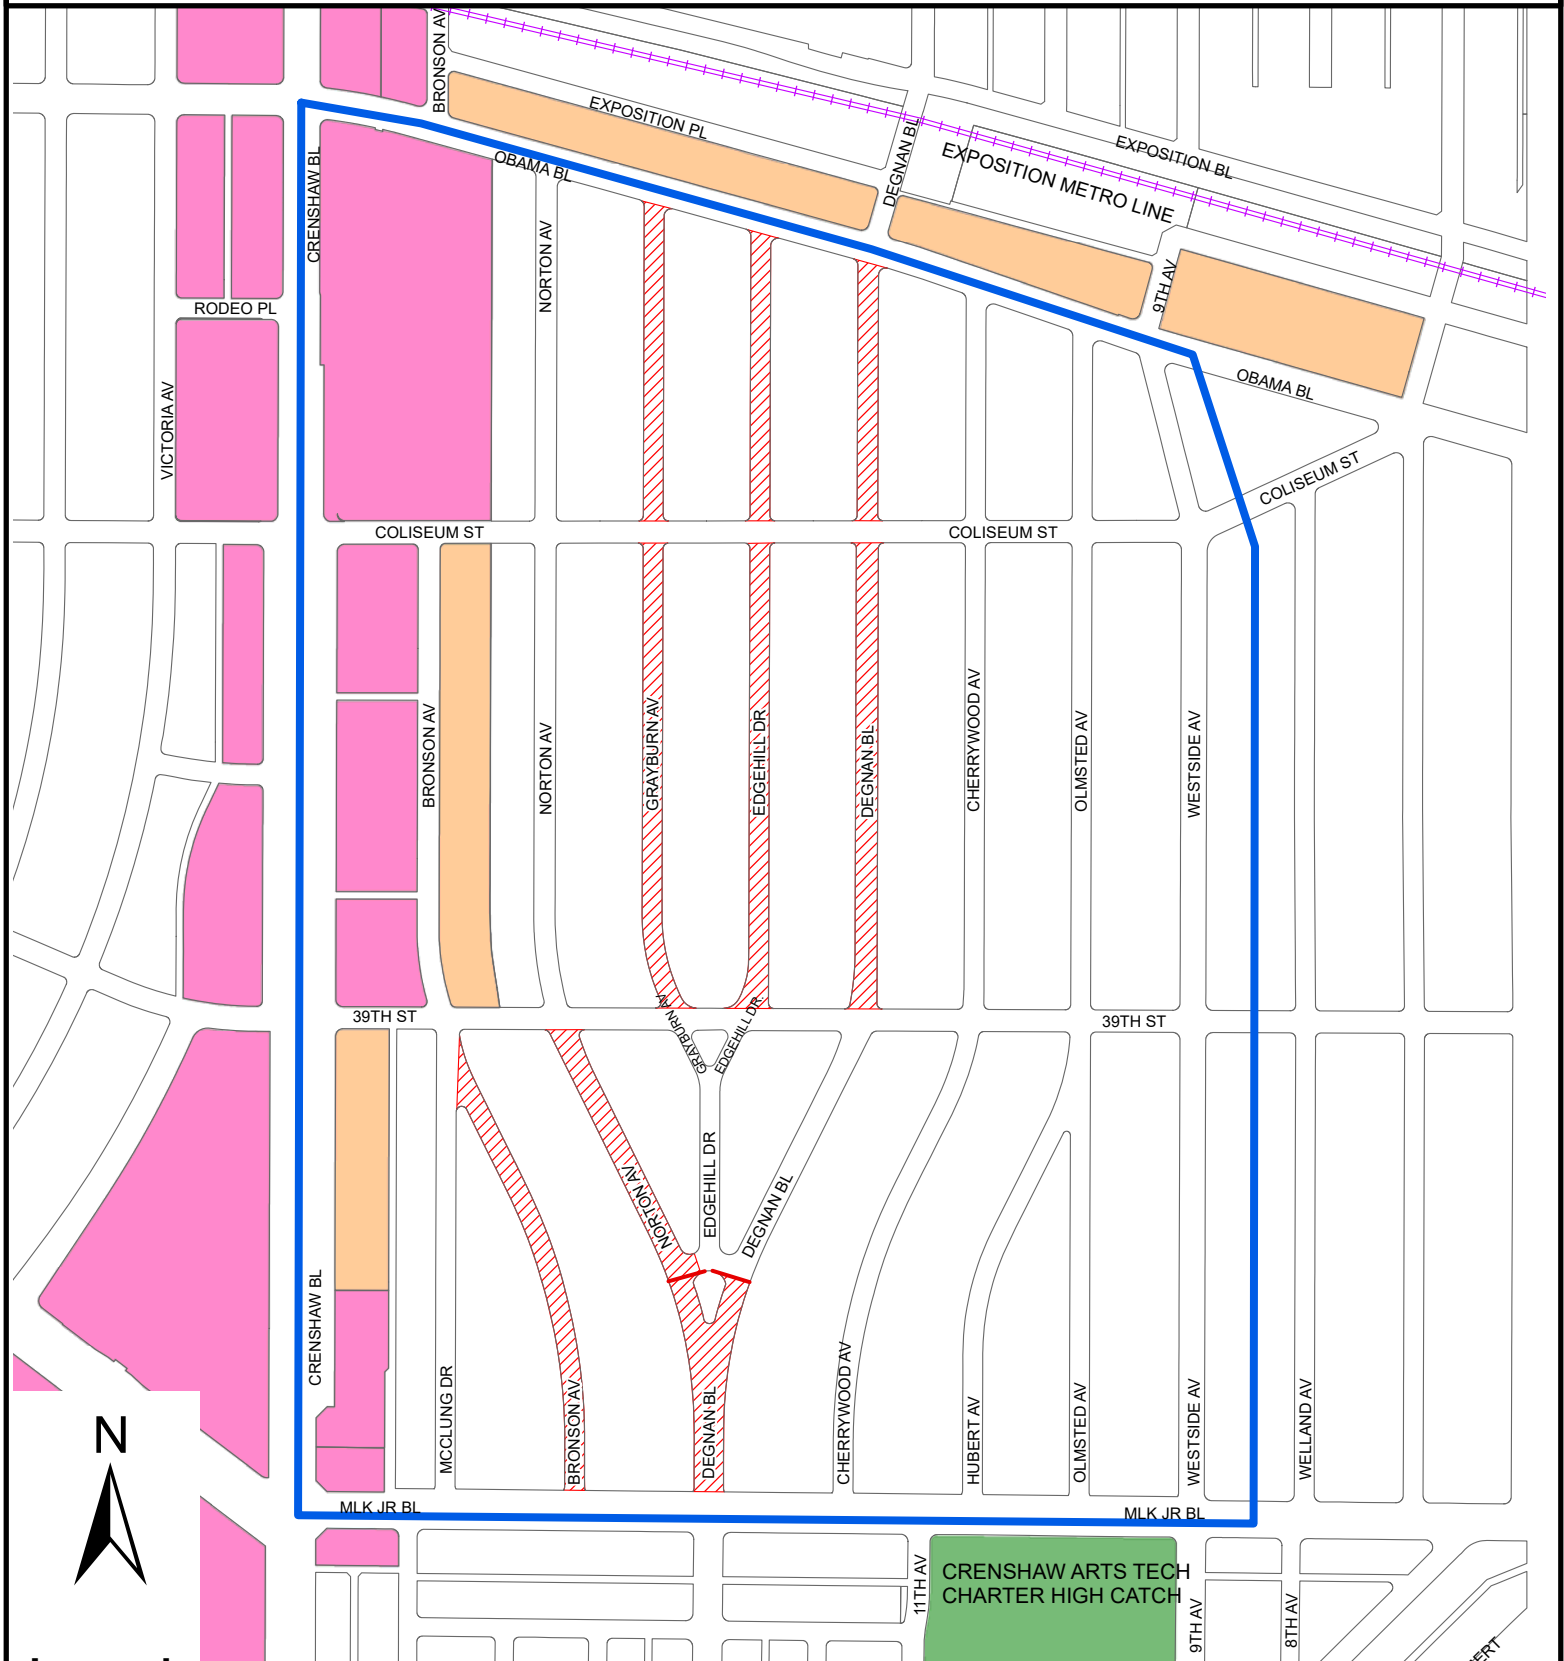 BRONSON AV
EXPOSITION PL
DEGNAN BL
EXPOSITION BL
EXPOSITION METRO LINE
OBAMA BL
CRENSHAW BL
NORTON AV
9TH AV
RODEO PL
VICTORIA AV
OBAMA BL
COLISEUM ST
COLISEUM ST
COLISEUM ST
BRONSON AV
NORTON AV
GRAYBURN AV
EDGEHILL DR
DEGNAN BL
CHERRYWOOD AV
OLMSTED AV
WESTSIDE AV
39TH ST
GRAYBURN AV
EDGEHILL DR
39TH ST
NORTON AV
EDGEHILL DR
DEGNAN BL
CRENSHAW BL
MCCLUNG DR
BRONSON AV
DEGNAN BL
CHERRYWOOD AV
HUBERT AV
OLMSTED AV
WESTSIDE AV
WELLAND AV
N
MLK JR BL
MLK JR BL
11TH AV
CRENSHAW ARTS TECH
CHARTER HIGH CATCH
9TH AV
8TH AV
ERT